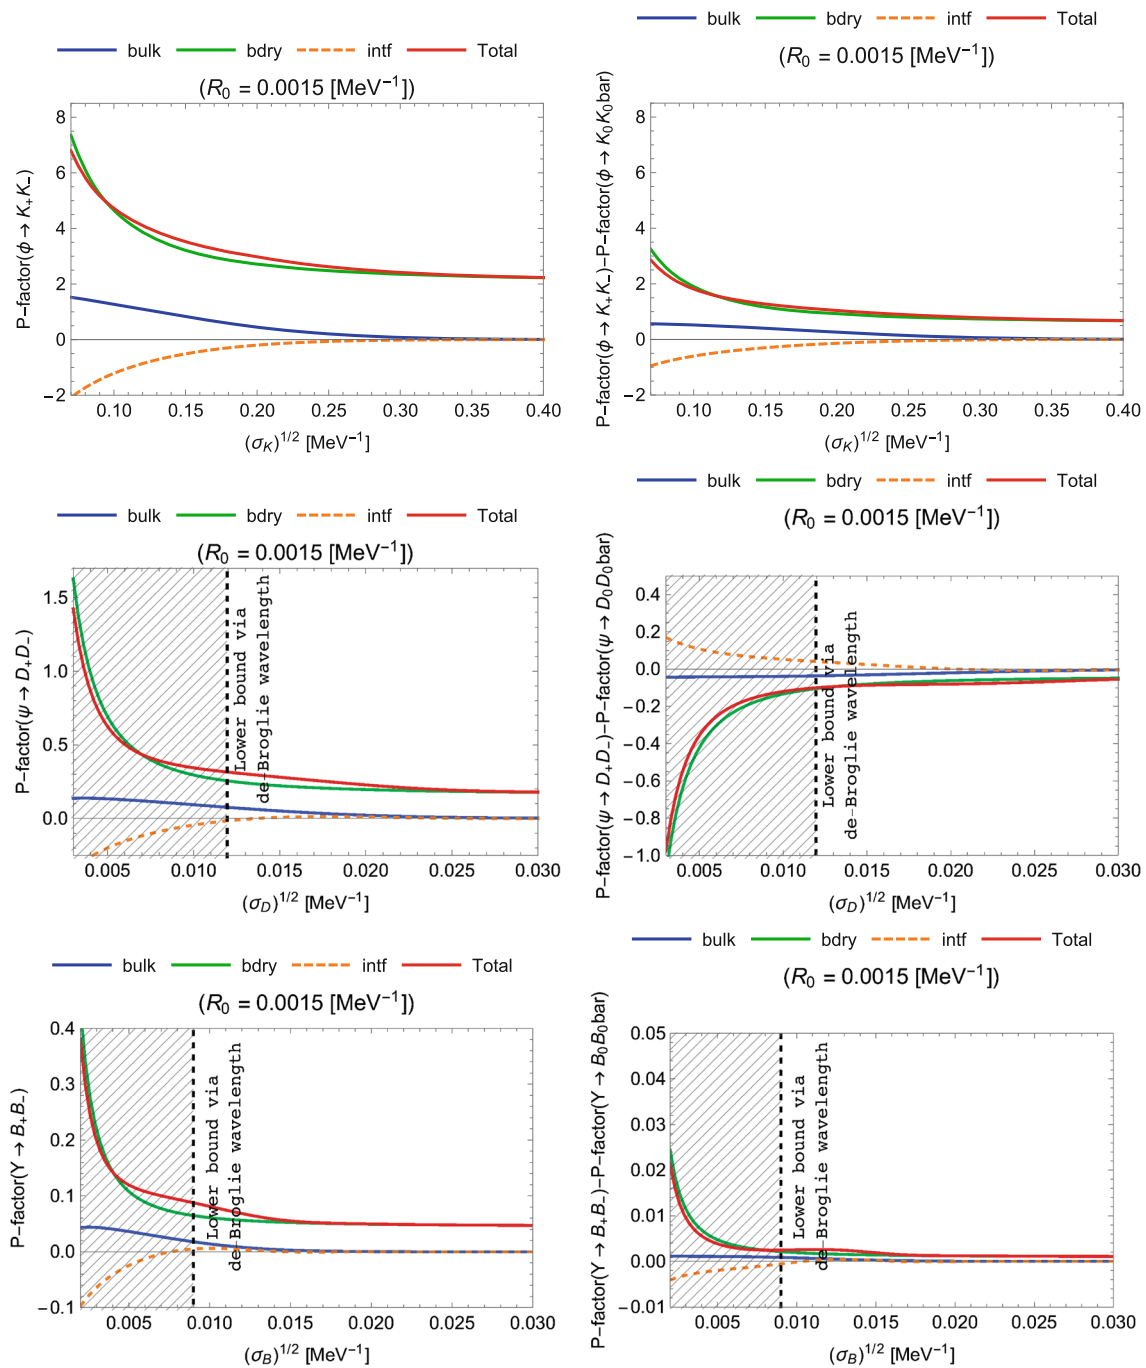 bulk bdry intf Total
(R₀ = 0.0015 [MeV⁻¹])
P-factor(ϕ → K₊K₋)
8
6
4
2
0
−2
0.10 0.15 0.20 0.25 0.30 0.35 0.40
(σ_K)^1/2 [MeV⁻¹]
bulk bdry intf Total
(R₀ = 0.0015 [MeV⁻¹])
P-factor(ϕ → K₊K₋)−P-factor(ϕ → K₀K₀bar)
8
6
4
2
0
−2
0.10 0.15 0.20 0.25 0.30 0.35 0.40
(σ_K)^1/2 [MeV⁻¹]
bulk bdry intf Total
(R₀ = 0.0015 [MeV⁻¹])
P-factor(ψ → D₊D₋)
1.5
1.0
0.5
0.0
Lower bound via
de-Broglie wavelength
0.005 0.010 0.015 0.020 0.025 0.030
(σ_D)^1/2 [MeV⁻¹]
bulk bdry intf Total
(R₀ = 0.0015 [MeV⁻¹])
P-factor(ψ → D₊D₋)−P-factor(ψ → D₀D₀bar)
0.4
0.2
0.0
−0.2
−0.4
−0.6
−0.8
−1.0
Lower bound via
de-Broglie wavelength
0.005 0.010 0.015 0.020 0.025 0.030
(σ_D)^1/2 [MeV⁻¹]
bulk bdry intf Total
(R₀ = 0.0015 [MeV⁻¹])
P-factor(Υ → B₊B₋)
0.4
0.3
0.2
0.1
0.0
−0.1
Lower bound via
de-Broglie wavelength
0.005 0.010 0.015 0.020 0.025 0.030
(σ_B)^1/2 [MeV⁻¹]
bulk bdry intf Total
(R₀ = 0.0015 [MeV⁻¹])
P-factor(Υ → B₊B₋)−P-factor(Υ → B₀B₀bar)
0.05
0.04
0.03
0.02
0.01
0.00
−0.01
Lower bound via
de-Broglie wavelength
0.005 0.010 0.015 0.020 0.025 0.030
(σ_B)^1/2 [MeV⁻¹]